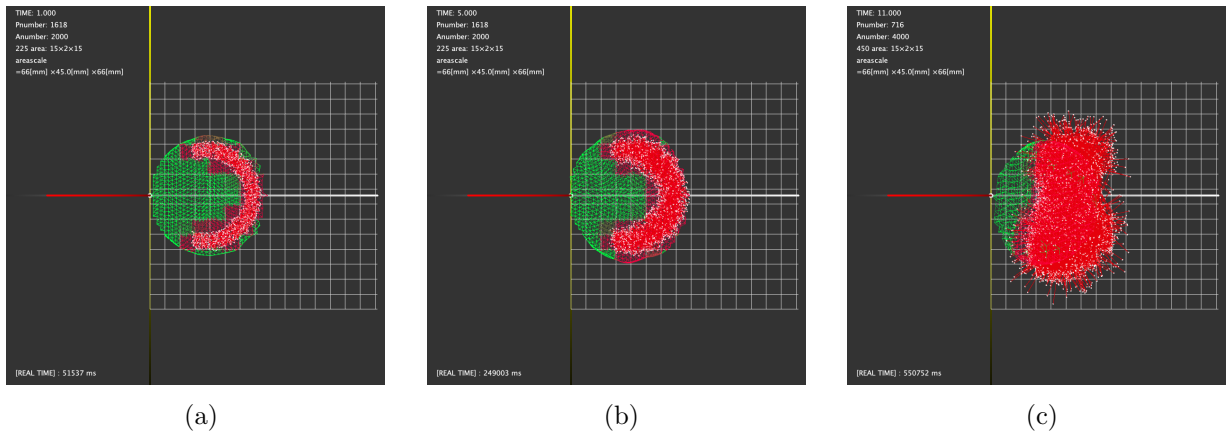 TIME: 1.000
Pnumber: 1618
Anumber: 2000
225 area: 15×2×15
areascale
=66[mm] ×45.0[mm] ×66[mm]
[REAL TIME] : 51537 ms
(a)
TIME: 5.000
Pnumber: 1618
Anumber: 2000
225 area: 15×2×15
areascale
=66[mm] ×45.0[mm] ×66[mm]
[REAL TIME] : 249003 ms
(b)
TIME: 11.000
Pnumber: 716
Anumber: 4000
450 area: 15×2×15
areascale
=66[mm] ×45.0[mm] ×66[mm]
[REAL TIME] : 550752 ms
(c)